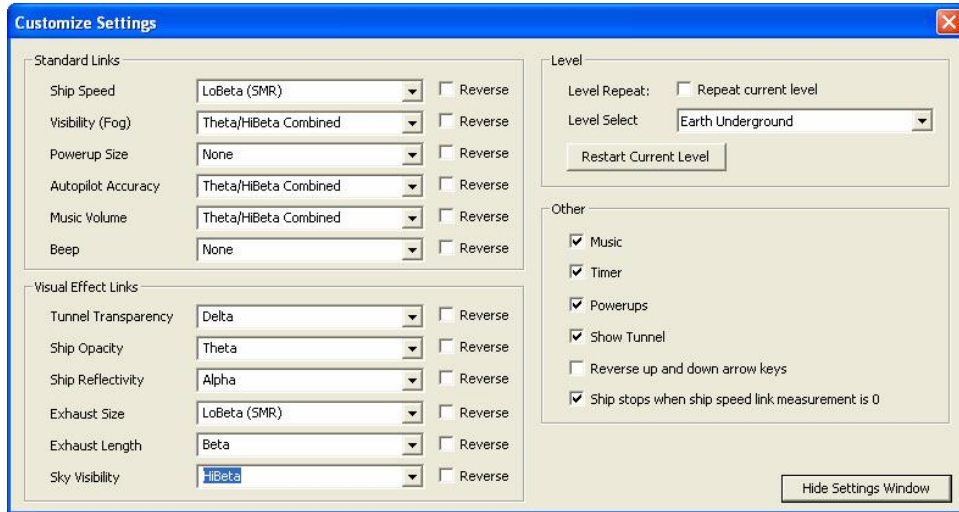 Customize Settings
Standard Links
Ship Speed LoBeta (SMR) Reverse
Visibility (Fog) Theta/HiBeta Combined Reverse
Powerup Size None Reverse
Autopilot Accuracy Theta/HiBeta Combined Reverse
Music Volume Theta/HiBeta Combined Reverse
Beep None Reverse
Visual Effect Links
Tunnel Transparency Delta Reverse
Ship Opacity Theta Reverse
Ship Reflectivity Alpha Reverse
Exhaust Size LoBeta (SMR) Reverse
Exhaust Length Beta Reverse
Sky Visibility HiBeta Reverse
Level
Level Repeat: Repeat current level
Level Select Earth Underground
Restart Current Level
Other
Music
Timer
Powerups
Show Tunnel
Reverse up and down arrow keys
Ship stops when ship speed link measurement is 0
Hide Settings Window